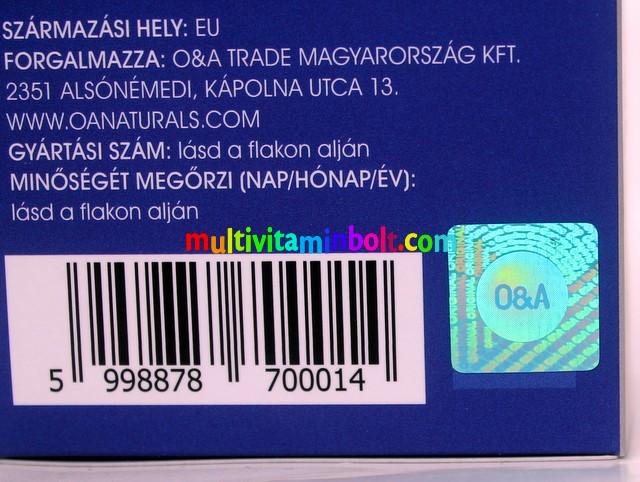 SZÁRMAZÁSI HELY: EU
FORGALMAZZA: O&A TRADE MAGYARORSZÁG KFT.
2351 ALSÓNÉMEDI, KÁPOLNA UTCA 13.
WWW.OANATURALS.COM
GYÁRTÁSI SZÁM: lásd a flakon alján
MINŐSÉGÉT MEGŐRZI (NAP/HÓNAP/ÉV):
lásd a flakon alján
multivitaminbolt.com
O&A
5 998878 700014